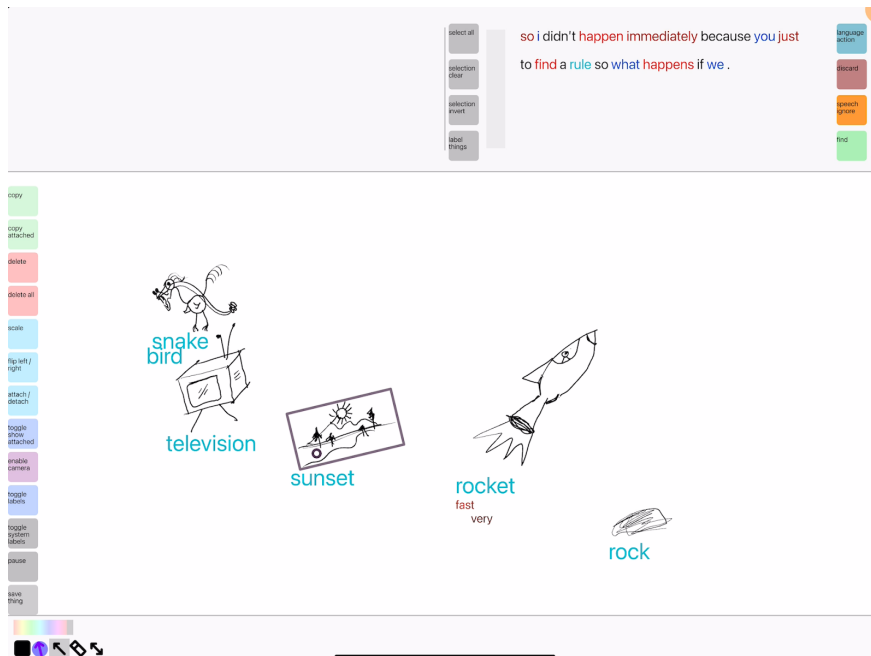 select all
selection
clear
selection
invert
label
things
so i didn't happen immediately because you just
to find a rule so what happens if we .
language
action
discard
speech
ignore
find
copy
copy
attached
delete
delete all
scale
flip left /
right
attach /
detach
toggle
show
attached
enable
camera
toggle
labels
toggle
system
labels
pause
save
thing
snake
bird
television
sunset
rocket
fast
very
rock